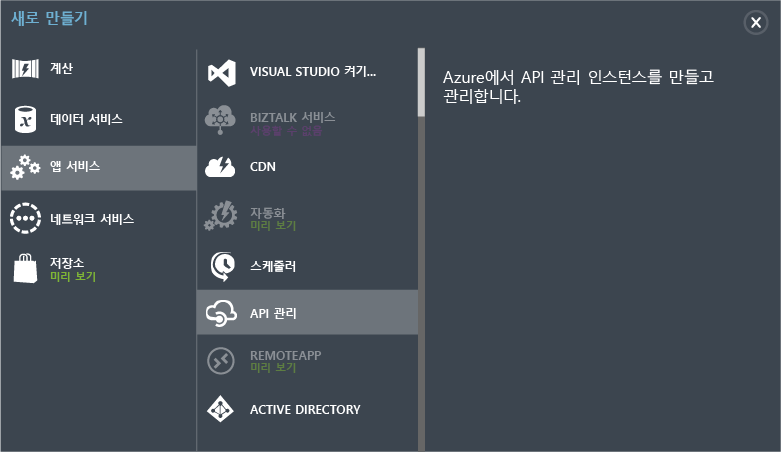 새로 만들기
계산
데이터 서비스
앱 서비스
네트워크 서비스
저장소
미리 보기
VISUAL STUDIO 켜기...
BIZTALK 서비스
사용할 수 없음
CDN
자동화
미리 보기
스케줄러
API 관리
REMOTEAPP
미리 보기
ACTIVE DIRECTORY
Azure에서 API 관리 인스턴스를 만들고
관리합니다.